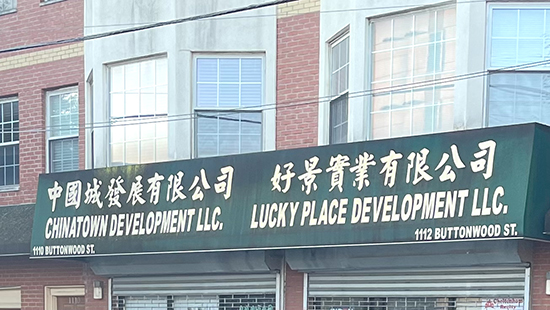 中國城發展有限公司
CHINATOWN DEVELOPMENT LLC.
1110 BUTTONWOOD ST.
好景實業有限公司
LUCKY PLACE DEVELOPMENT LLC.
1112 BUTTONWOOD ST.